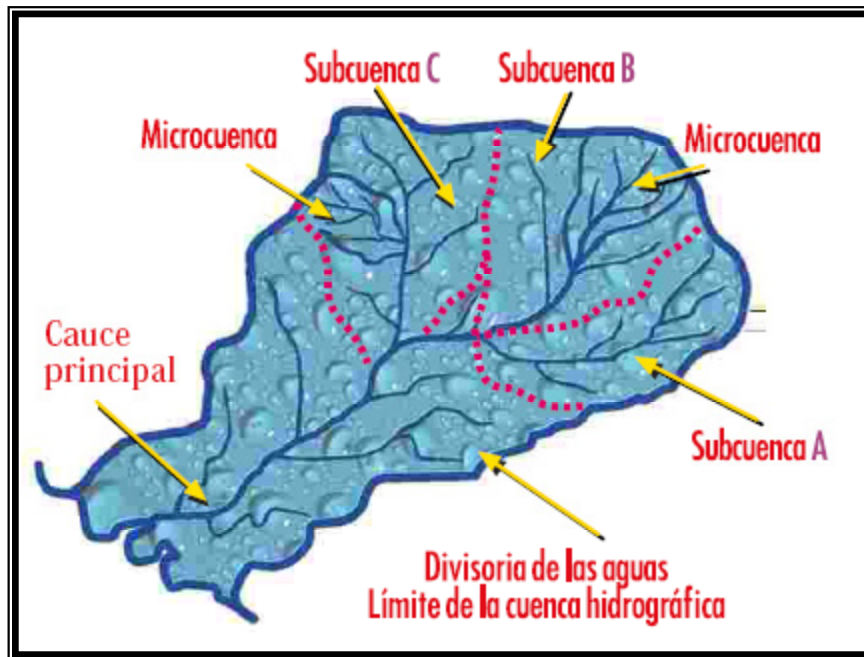 Subcuenca C
Subcuenca B
Microcuenca
Microcuenca
Cauce
principal
Subcuenca A
Divisoria de las aguas
Límite de la cuenca hidrográfica